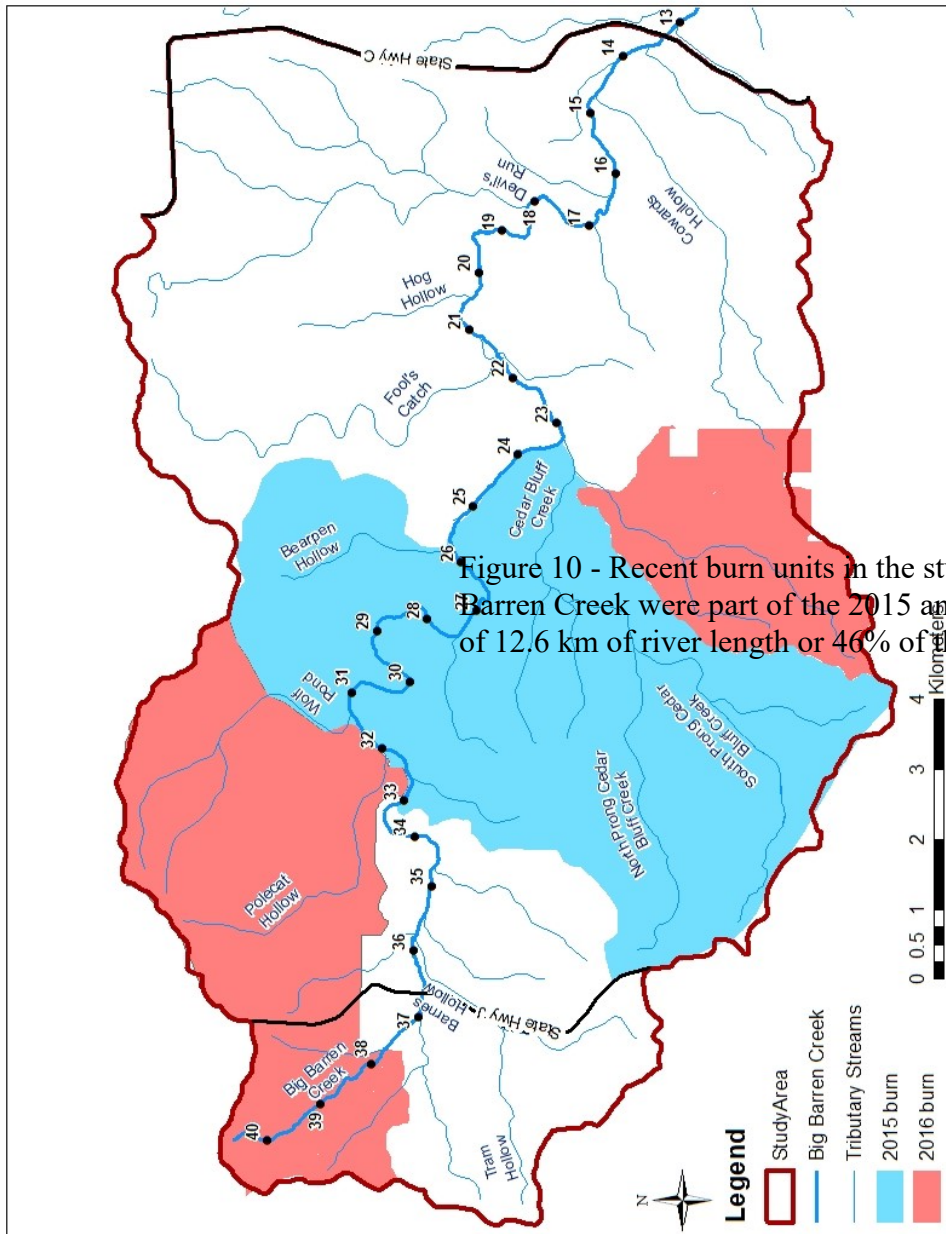 State Hwy C
13
14
15
16
17
18
19
20
21
22
23
24
25
26
27
28
29
30
31
32
33
34
35
36
37
38
39
40
Devil's
Run
Cowards
Hollow
Hog
Hollow
Fool's
Catch
Cedar Bluff
Creek
Bearpen
Hollow
Wolf
Pond
North Prong Cedar
Bluff Creek
South Prong Cedar
Bluff Creek
Polecat
Hollow
Barnes
Hollow
State Hwy J
Big Barren
Creek
Tram
Hollow
Figure 10 - Recent burn units in the
Barren Creek were part of the 2015
of 12.6 km of river length or 46% of
N
Legend
Study Area
Big Barren Creek
Tributary Streams
2015 burn
2016 burn
0 0.5 1 2 3 4
Kilometers